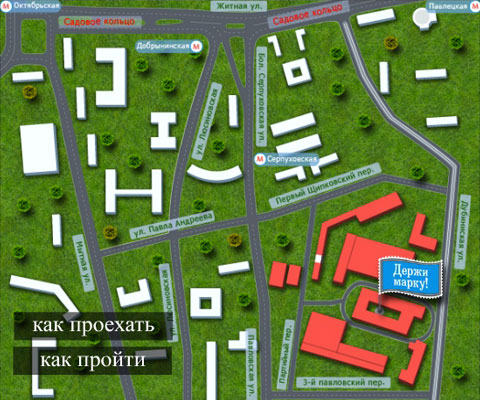 Октябрьская
Житная ул.
Павлецкая
Садовое кольцо
Садовое кольцо
Добрынинская
Бол. Серпуховская ул.
ул. Люсиновская
Серпуховская
Первый Щипковский пер.
ул. Павла Андреева
Дубининская ул.
Мытная ул.
Держи
марку!
как проехать
как пройти
Павловская ул.
Партийный пер.
3-й павловский пер.